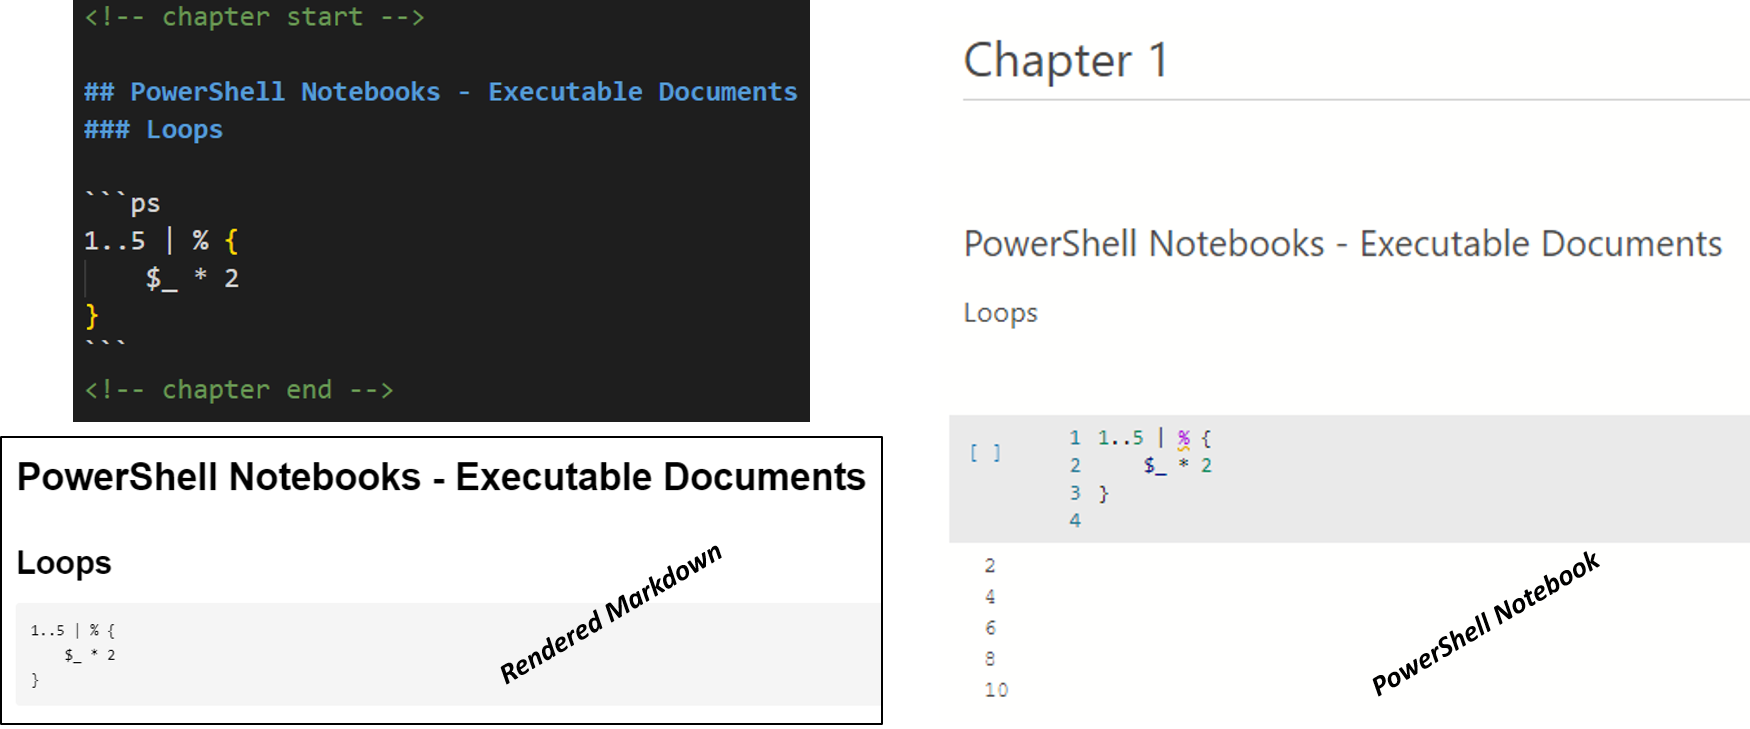 <!-- chapter start -->
## PowerShell Notebooks - Executable Documents
### Loops
```ps
1..5 | % {
    $_ * 2
}
```
<!-- chapter end -->
PowerShell Notebooks - Executable Documents
Loops
1..5 | % {
    $_ * 2
}
Rendered Markdown
Chapter 1
PowerShell Notebooks - Executable Documents
Loops
[ ] 1 1..5 | % {
2     $_ * 2
3 }
4
2
4
6
8
10
PowerShell Notebook